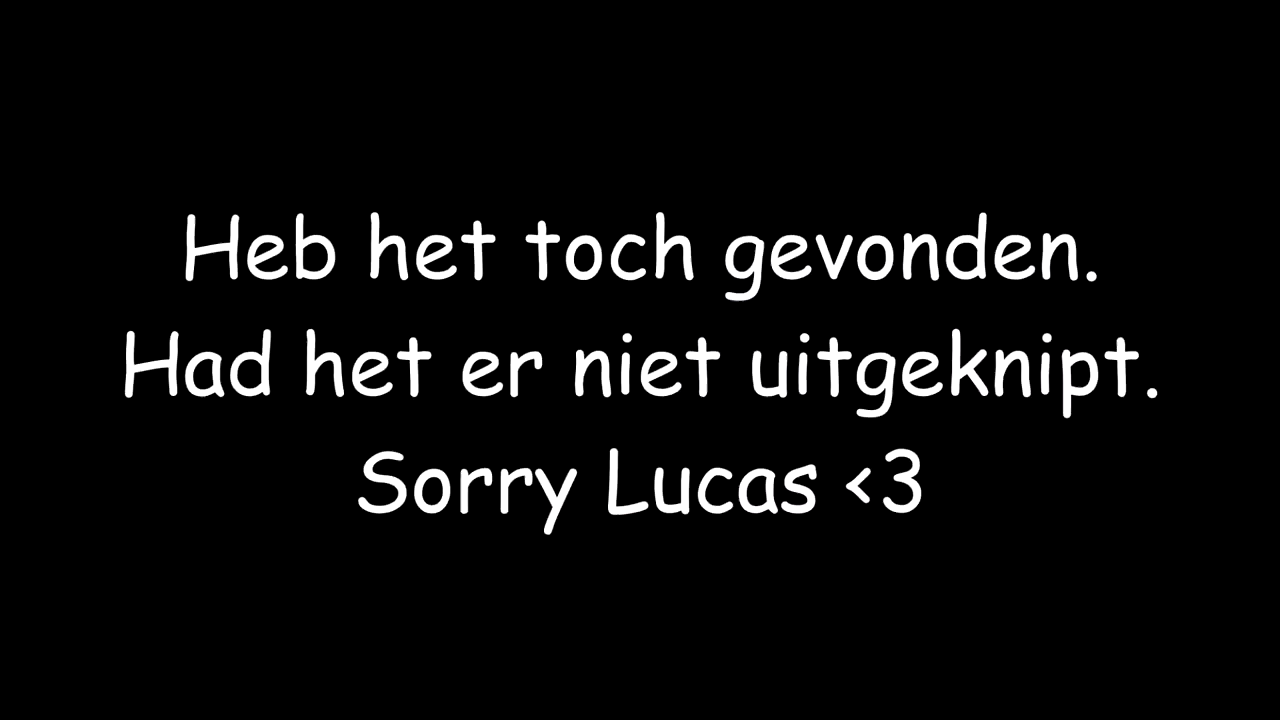 Heb het toch gevonden.
Had het er niet uitgeknipt.
Sorry Lucas <3